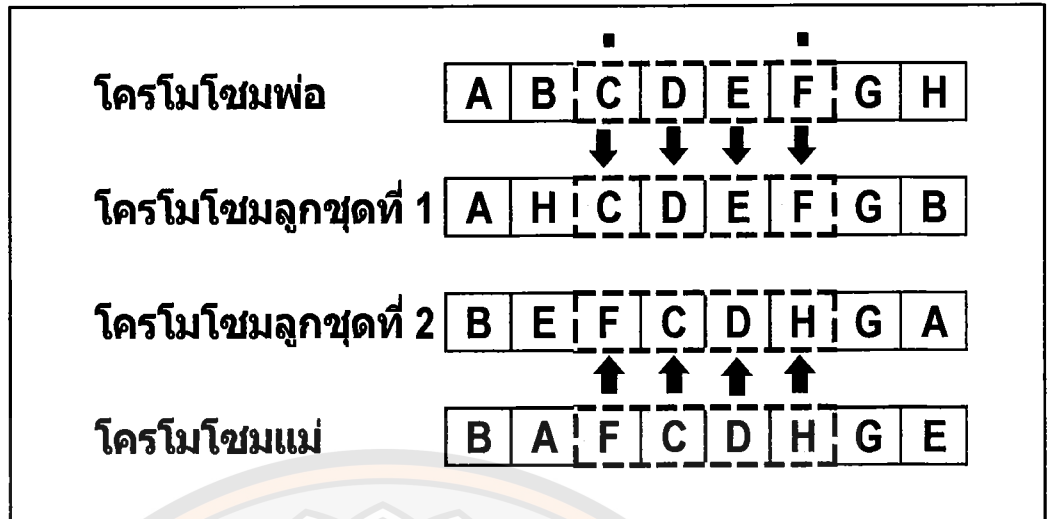 โครโมโซมพ่อ A B C D E F G H
โครโมโซมลูกชุดที่ 1 A H C D E F G B
โครโมโซมลูกชุดที่ 2 B E F C D H G A
โครโมโซมแม่ B A F C D H G E